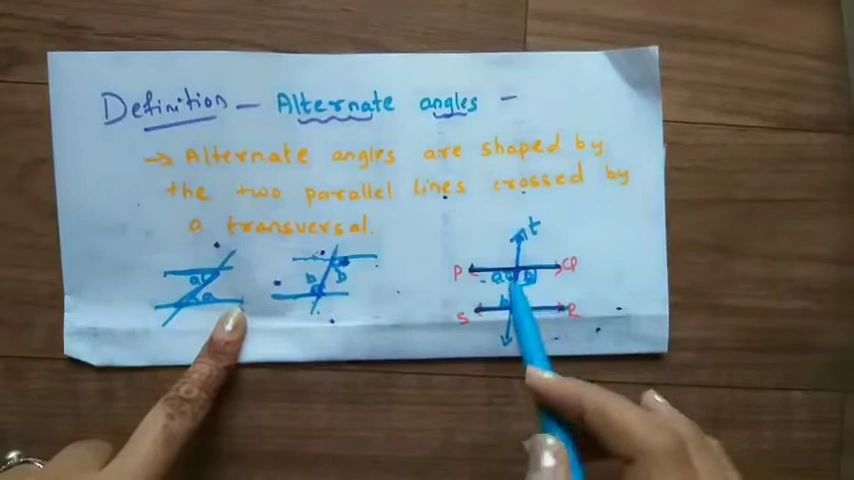 Definition - Alternate angles -
→ Alternate angles are shaped by
the two parallel lines crossed by
a transversal.
t
a a
b b
P
a b
S b R